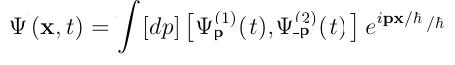 Ψ(𝐱, t) = ∫ [dp] [ Ψ_𝗽^{(1)}(t), Ψ_{-𝗽}^{(2)}(t) ] e^{i𝐩𝐱/ℏ} /ℏ